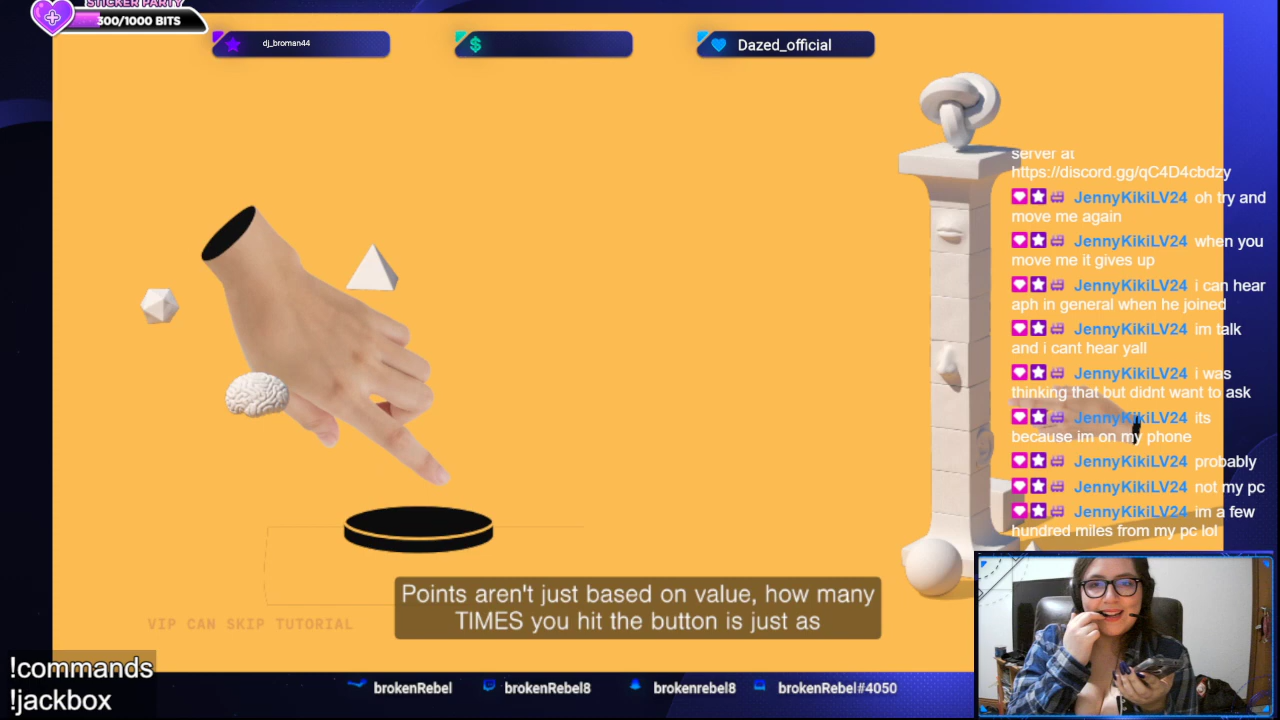 STICKER PARTY
300/1000 BITS
dj_broman44
$
Dazed_official
server at
https://discord.gg/qC4D4cbdzy
JennyKikiLV24 oh try and
move me again
JennyKikiLV24 when you
move me it gives up
JennyKikiLV24 i can hear
aph in general when he joined
JennyKikiLV24 im talk
and i cant hear yall
JennyKikiLV24 i was
thinking that but didnt want to ask
JennyKikiLV24 its
because im on my phone
JennyKikiLV24 probably
JennyKikiLV24 not my pc
JennyKikiLV24 im a few
hundred miles from my pc lol
Points aren't just based on value, how many
TIMES you hit the button is just as
VIP CAN SKIP TUTORIAL
!commands
!jackbox
brokenRebel
brokenRebel8
brokenrebel8
brokenRebel#4050